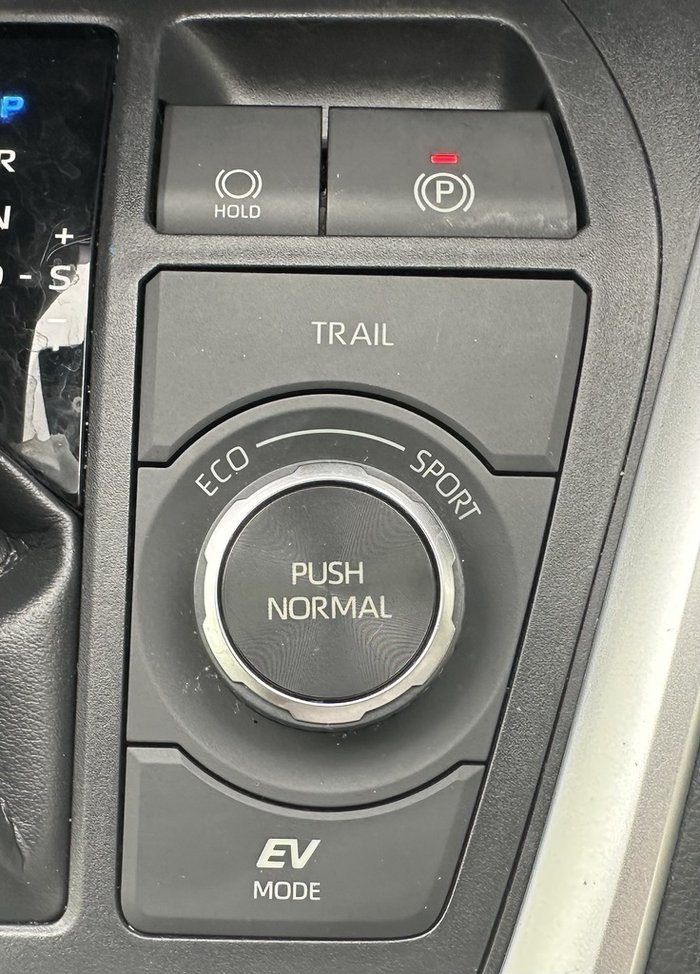 P
R
N
+
- S
−
HOLD
P
TRAIL
ECO
SPORT
PUSH
NORMAL
EV
MODE